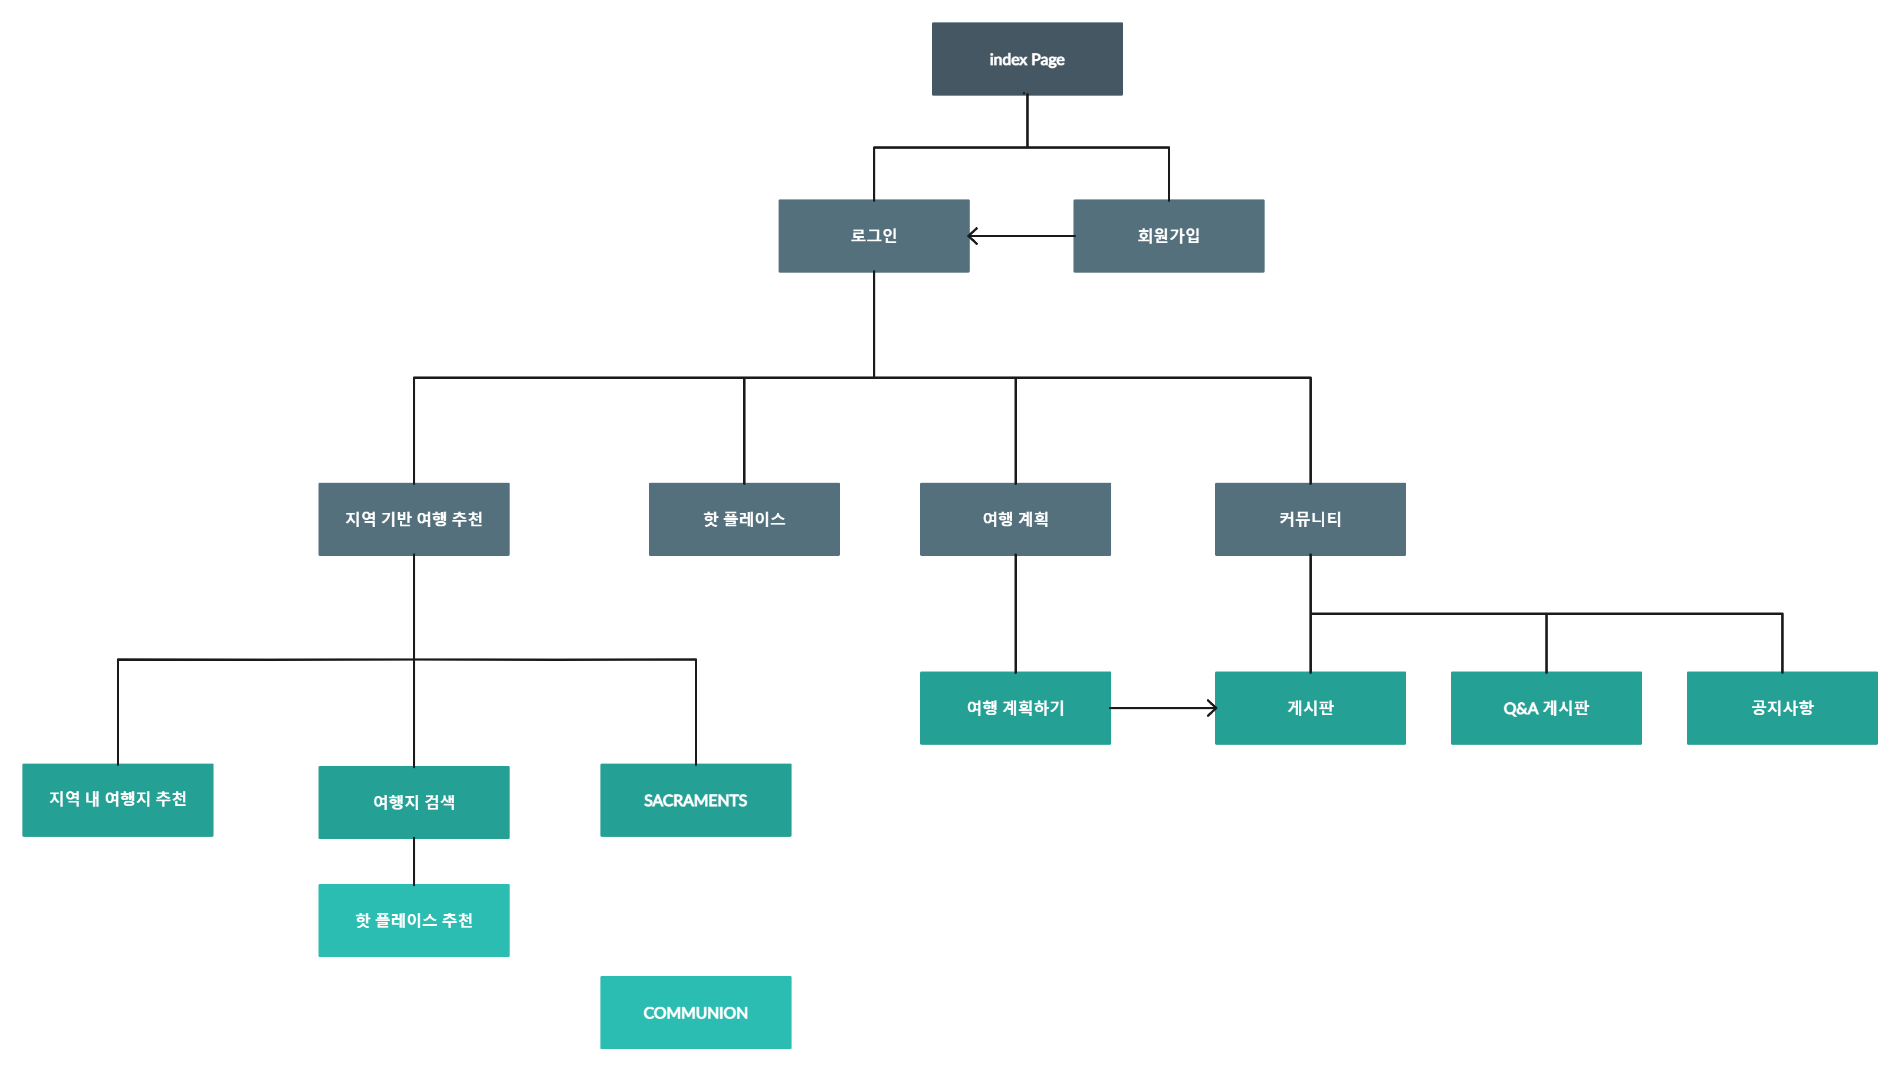 index Page
로그인
회원가입
지역 기반 여행 추천
핫 플레이스
여행 계획
커뮤니티
여행 계획하기
게시판
Q&A 게시판
공지사항
지역 내 여행지 추천
여행지 검색
SACRAMENTS
핫 플레이스 추천
COMMUNION